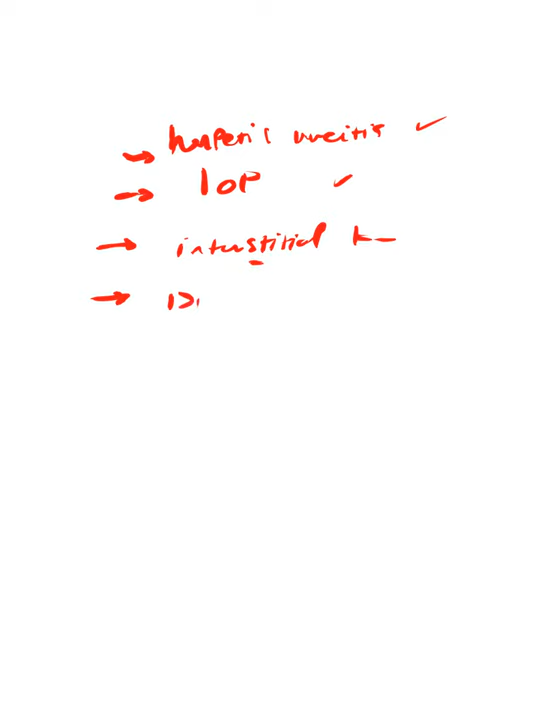 → herpetic uveitis ✓
→ IOP ✓
→ interstitial k
→ D